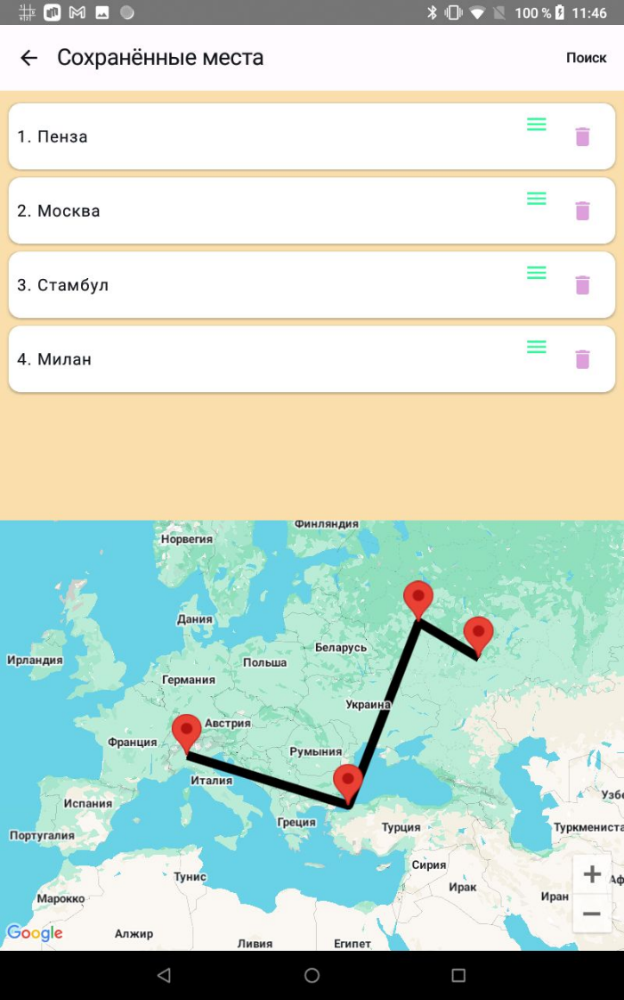 100 % 11:46
Сохранённые места
Поиск
1. Пенза
2. Москва
3. Стамбул
4. Милан
Финляндия
Норвегия
Дания
Ирландия
Беларусь
Польша
Германия
Украина
Австрия
Франция
Румыния
Италия
Узбе
Испания
Греция
Турция
Туркмениста
Португалия
Сирия
Тунис
Аф
Ирак
Иран
Марокко
Google
Алжир
Ливия
Египет